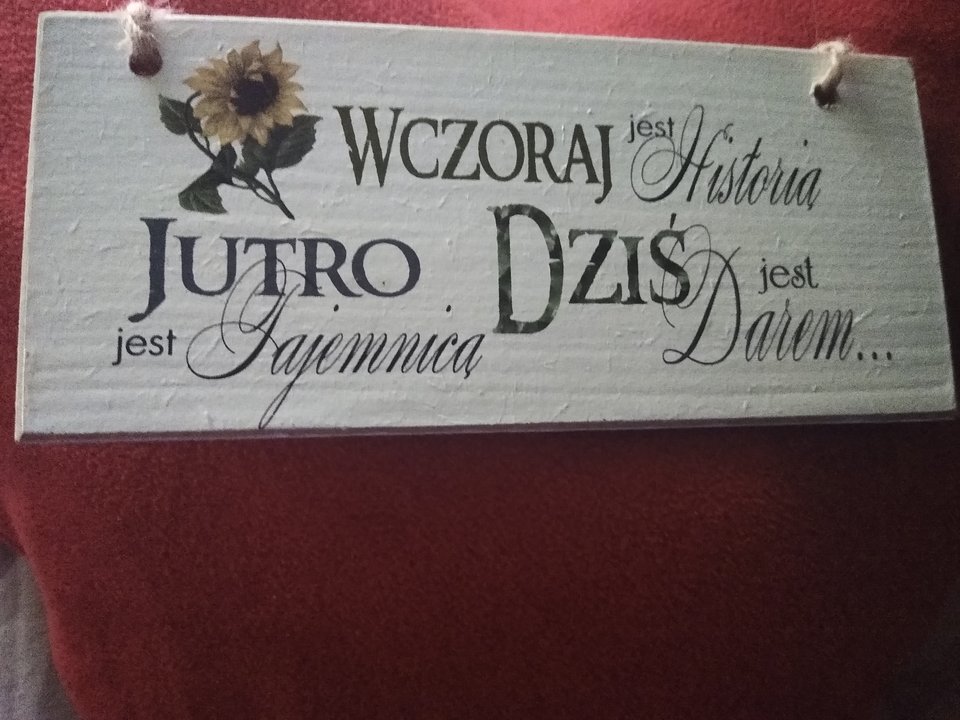 WCZORAJ jest Historią
JUTRO
jest Tajemnicą
DZIŚ jest
Darem...